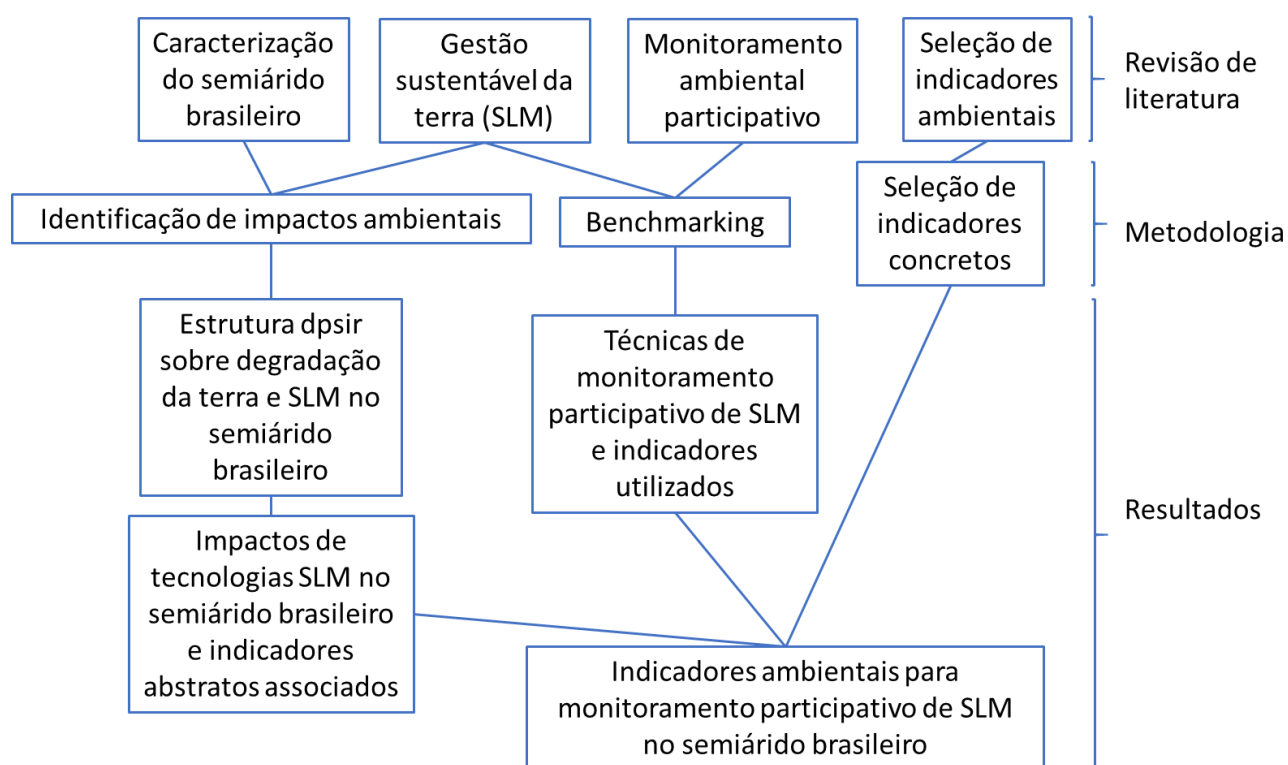 Caracterização
do semiárido
brasileiro
Gestão
sustentável da
terra (SLM)
Monitoramento
ambiental
participativo
Seleção de
indicadores
ambientais
Revisão de
literatura
Identificação de impactos ambientais
Benchmarking
Seleção de
indicadores
concretos
Metodologia
Estrutura dpsir
sobre degradação
da terra e SLM no
semiárido
brasileiro
Técnicas de
monitoramento
participativo de SLM
e indicadores
utilizados
Resultados
Impactos de
tecnologias SLM no
semiárido brasileiro
e indicadores
abstratos associados
Indicadores ambientais para
monitoramento participativo de SLM
no semiárido brasileiro